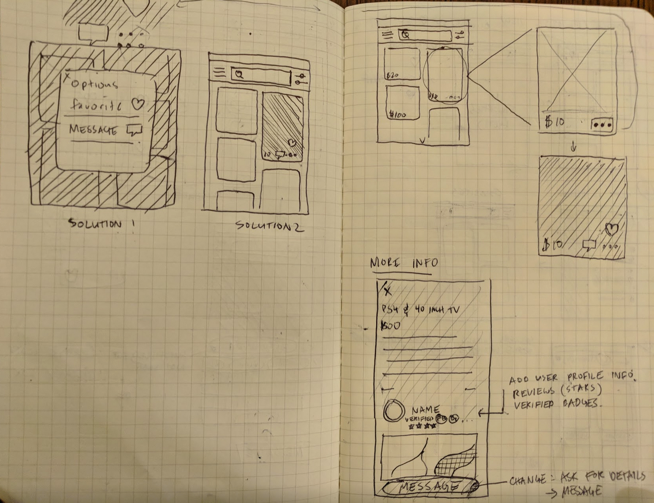 X
Options
favorite
MESSAGE
SOLUTION 1
10
SOLUTION 2
$20
$100
$10
$10
MORE INFO
X
PS4 & 40 INCH TV
NAME
VERIFIED
ADD USER PROFILE INFO.
REVIEWS (STARS)
VERIFIED BADGES.
MESSAGE
CHANGE: ASK FOR DETAILS
→ MESSAGE